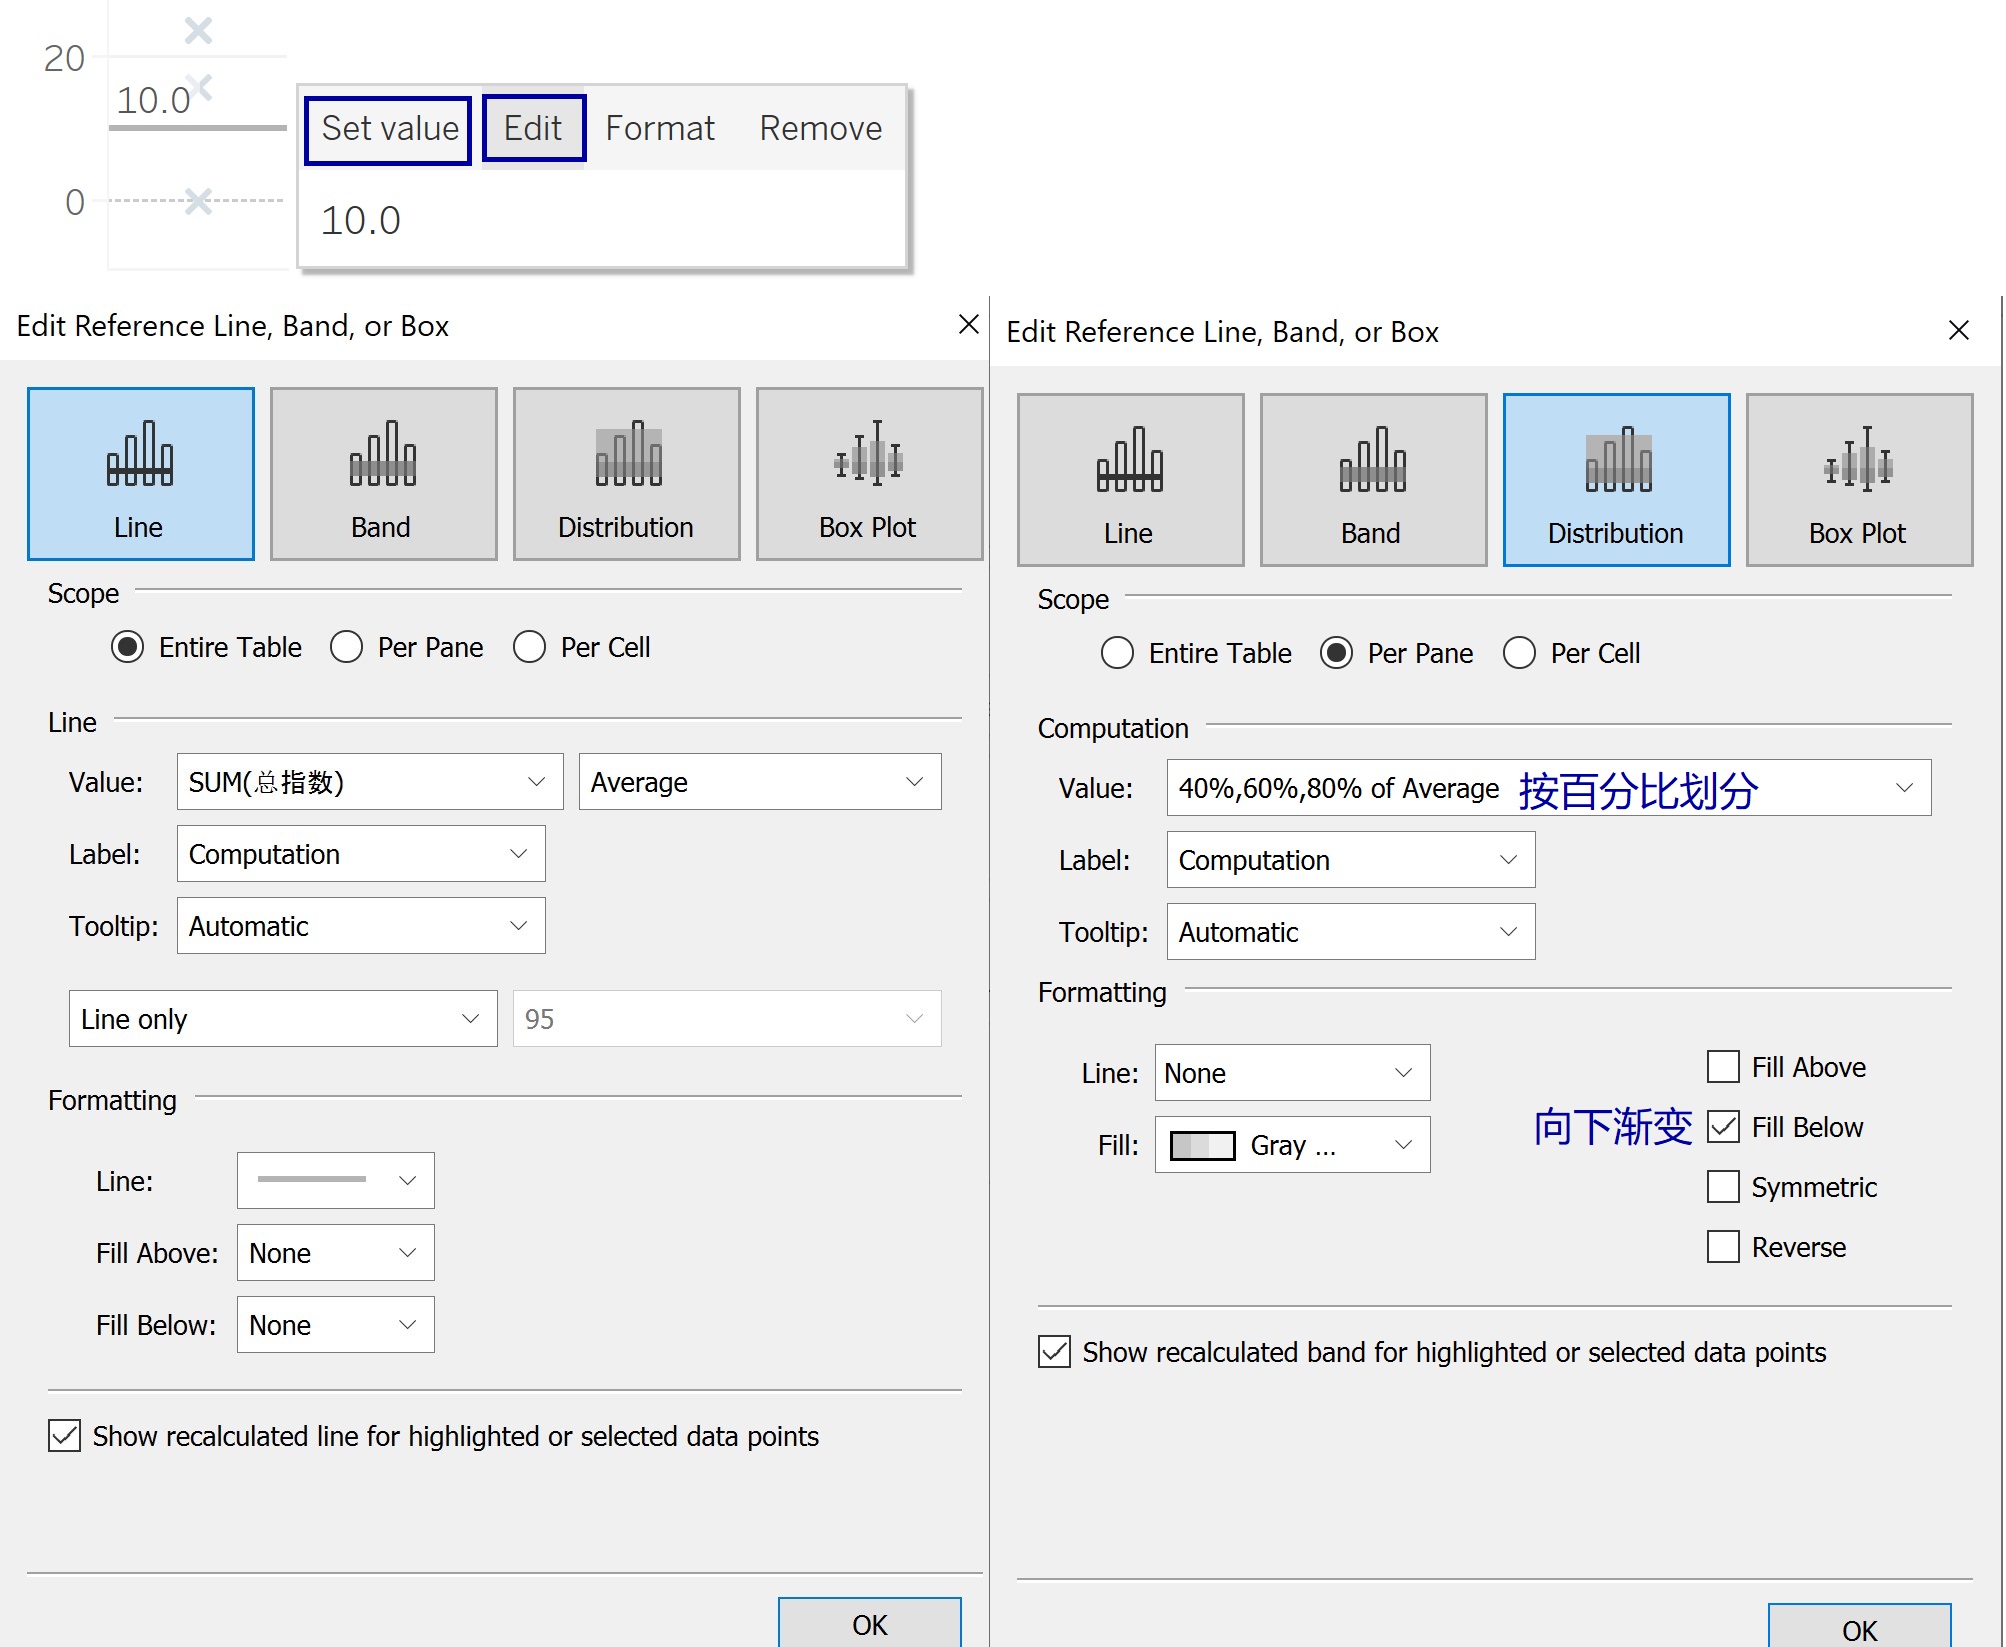 20
10.0
0
Set value Edit Format Remove
10.0
Edit Reference Line, Band, or Box
Line Band Distribution Box Plot
Scope
Entire Table Per Pane Per Cell
Line
Value: SUM(总指数) Average
Label: Computation
Tooltip: Automatic
Line only 95
Formatting
Line:
Fill Above: None
Fill Below: None
Show recalculated line for highlighted or selected data points
OK
Edit Reference Line, Band, or Box
Line Band Distribution Box Plot
Scope
Entire Table Per Pane Per Cell
Computation
Value: 40%,60%,80% of Average 按百分比划分
Label: Computation
Tooltip: Automatic
Formatting
Line: None
Fill: Gray ...
Fill Above
向下渐变 Fill Below
Symmetric
Reverse
Show recalculated band for highlighted or selected data points
OK